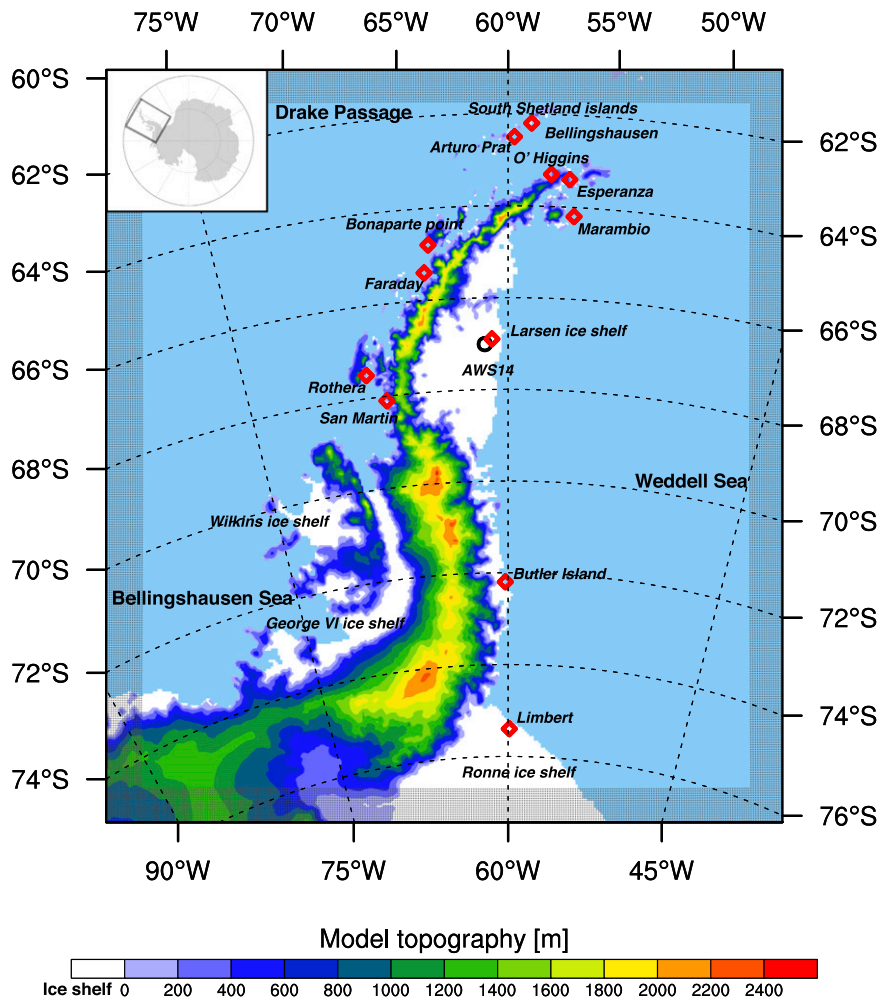 75°W 70°W 65°W 60°W 55°W 50°W
60°S
Drake Passage
South Shetland islands
Bellingshausen
62°S
Arturo Prat
O' Higgins
62°S
Esperanza
Bonaparte point
Marambio
64°S
64°S
Faraday
Larsen ice shelf
66°S
66°S
AWS14
Rothera
San Martin
68°S
68°S
Weddell Sea
Wilkins ice shelf
70°S
70°S
Butler Island
Bellingshausen Sea
72°S
George VI ice shelf
72°S
Limbert
74°S
Ronne ice shelf
74°S
76°S
90°W 75°W 60°W 45°W
Model topography [m]
Ice shelf 0 200 400 600 800 1000 1200 1400 1600 1800 2000 2200 2400